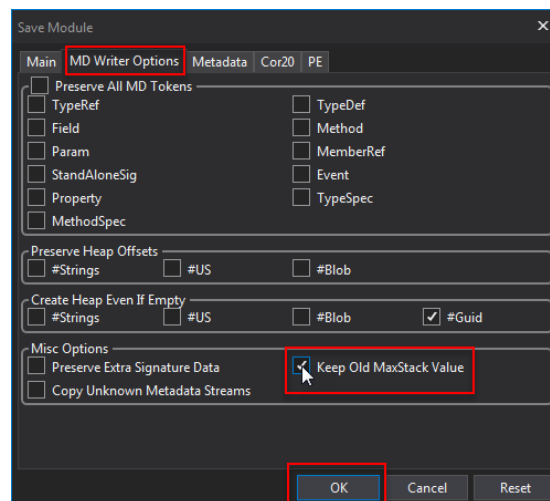 Save Module
Main MD Writer Options Metadata Cor20 PE
Preserve All MD Tokens
TypeRef TypeDef
Field Method
Param MemberRef
StandAloneSig Event
Property TypeSpec
MethodSpec
Preserve Heap Offsets
#Strings #US #Blob
Create Heap Even If Empty
#Strings #US #Blob #Guid
Misc Options
Preserve Extra Signature Data Keep Old MaxStack Value
Copy Unknown Metadata Streams
OK Cancel Reset